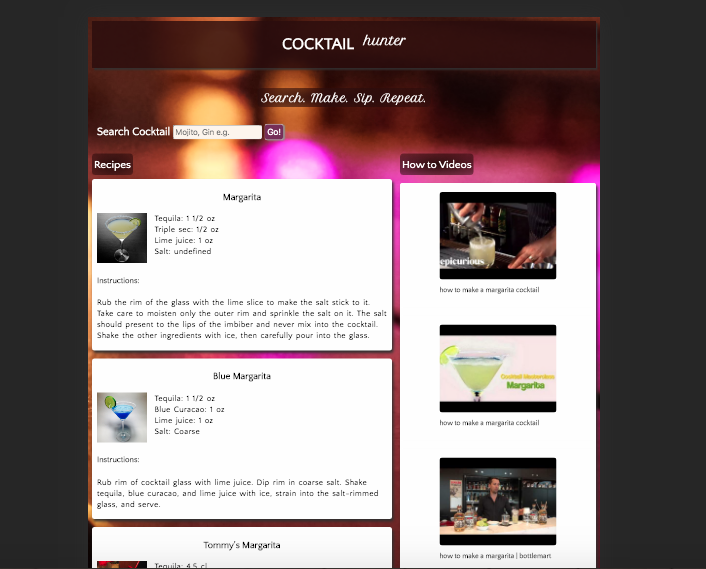 COCKTAIL hunter
Search. Make. Sip. Repeat.
Search Cocktail Mojito, Gin e.g. Go!
Recipes
Margarita
Tequila: 1 1/2 oz
Triple sec: 1/2 oz
Lime juice: 1 oz
Salt: undefined
Instructions:
Rub the rim of the glass with the lime slice to make the salt stick to it.
Take care to moisten only the outer rim and sprinkle the salt on it. The salt
should present to the lips of the imbiber and never mix into the cocktail.
Shake the other ingredients with ice, then carefully pour into the glass.
Blue Margarita
Tequila: 1 1/2 oz
Blue Curacao: 1 oz
Lime juice: 1 oz
Salt: Coarse
Instructions:
Rub rim of cocktail glass with lime juice. Dip rim in coarse salt. Shake
tequila, blue curacao, and lime juice with ice, strain into the salt-rimmed
glass, and serve.
Tommy's Margarita
Tequila: 4.5 cl
How to Videos
epicurious
how to make a margarita cocktail
Cocktail Masterclass
Margarita
how to make a margarita cocktail
how to make a margarita | bottlemart